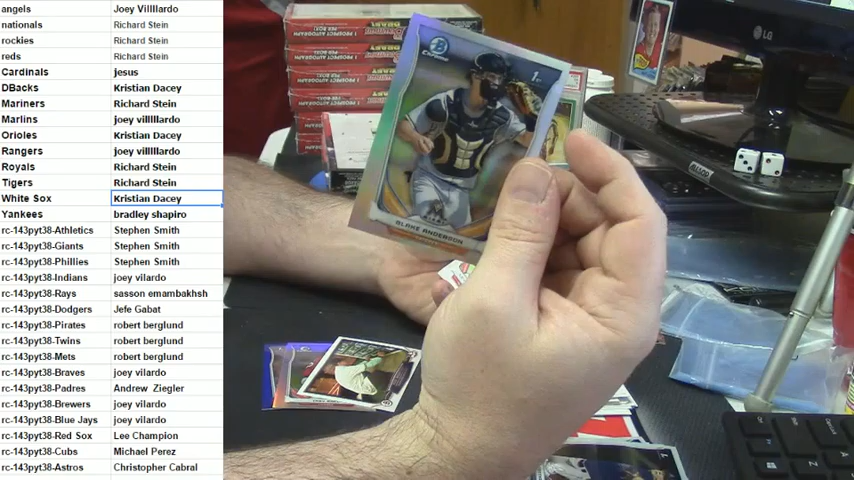 angels Joey Villlllardo
nationals Richard Stein
rockies Richard Stein
reds Richard Stein
Cardinals jesus
DBacks Kristian Dacey
Mariners Richard Stein
Marlins joey villlllardo
Orioles Kristian Dacey
Rangers joey villlllardo
Royals Richard Stein
Tigers Richard Stein
White Sox Kristian Dacey
Yankees bradley shapiro
rc-143pyt38-Athletics Stephen Smith
rc-143pyt38-Giants Stephen Smith
rc-143pyt38-Phillies Stephen Smith
rc-143pyt38-Indians joey vilardo
rc-143pyt38-Rays sasson emambakhsh
rc-143pyt38-Dodgers Jefe Gabat
rc-143pyt38-Pirates robert berglund
rc-143pyt38-Twins robert berglund
rc-143pyt38-Mets robert berglund
rc-143pyt38-Braves joey vilardo
rc-143pyt38-Padres Andrew Ziegler
rc-143pyt38-Brewers joey vilardo
rc-143pyt38-Blue Jays joey vilardo
rc-143pyt38-Red Sox Lee Champion
rc-143pyt38-Cubs Michael Perez
rc-143pyt38-Astros Christopher Cabral
B
Chrome
1st
BLAKE ANDERSON
LG